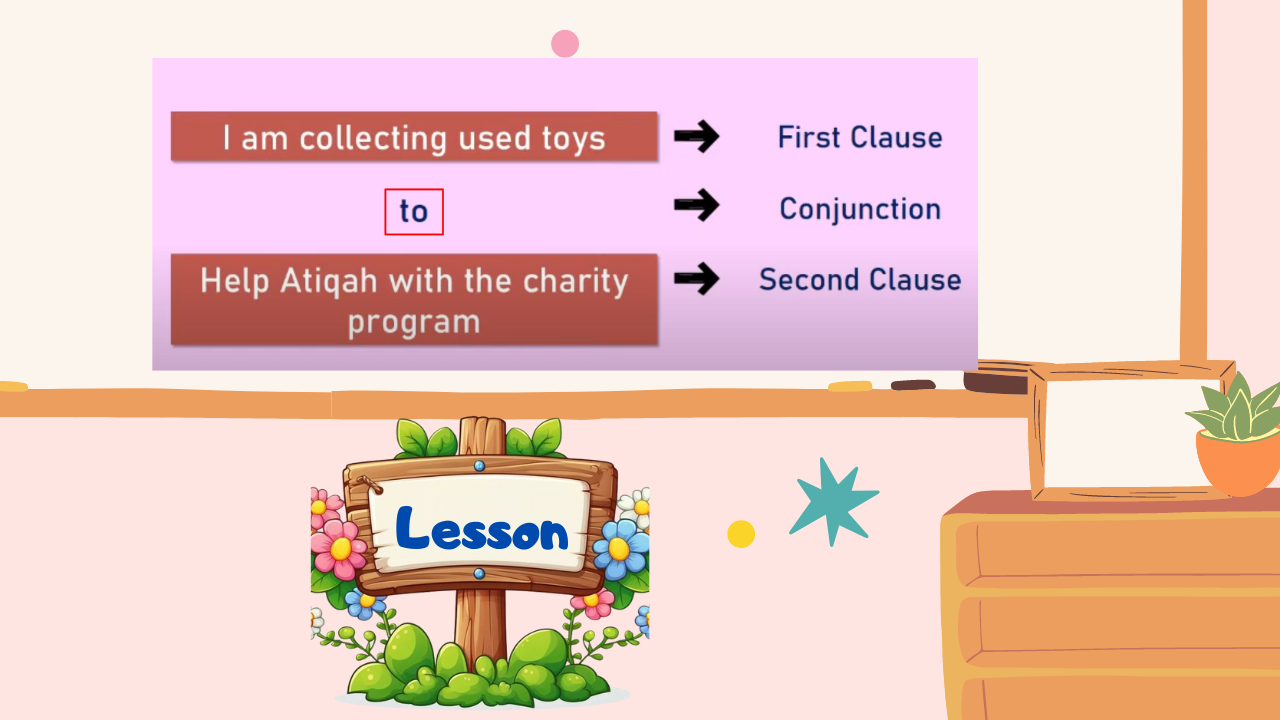 I am collecting used toys
First Clause
to
Conjunction
Help Atiqah with the charity
program
Second Clause
Lesson